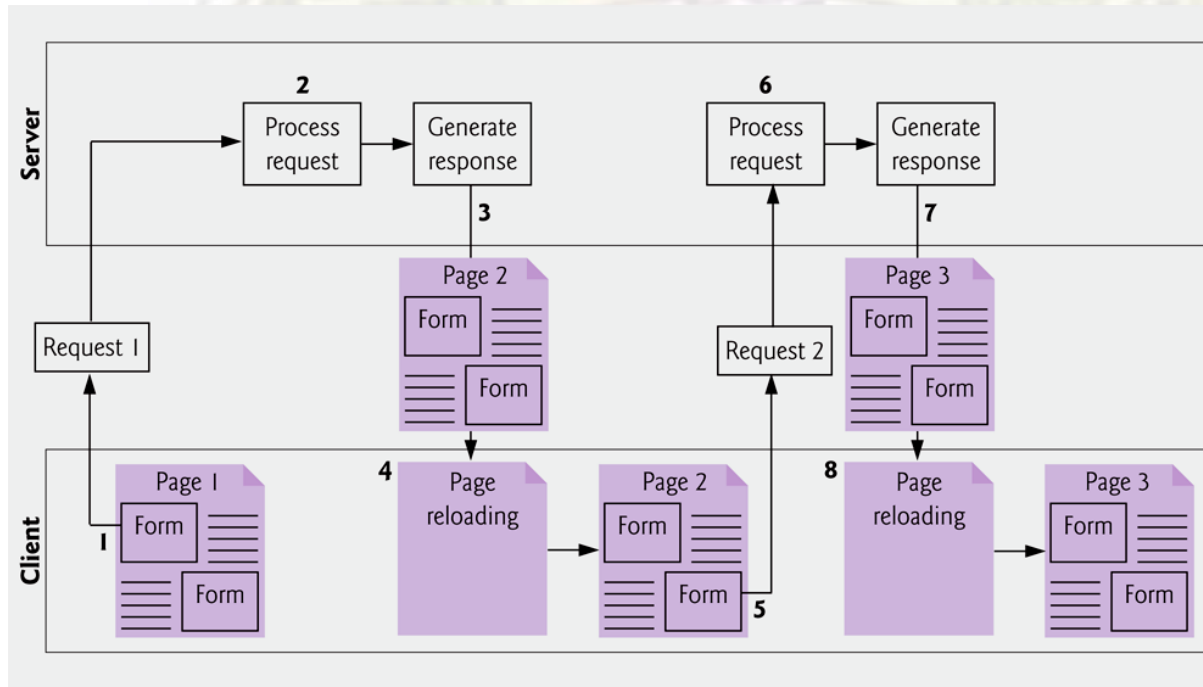 Server
2
Process
request
Generate
response
3
6
Process
request
Generate
response
7
Page 2
Form
Form
Page 3
Form
Form
Request 1
Request 2
Client
Page 1
Form
1
Form
4
Page
reloading
Page 2
Form
Form
5
8
Page
reloading
Page 3
Form
Form